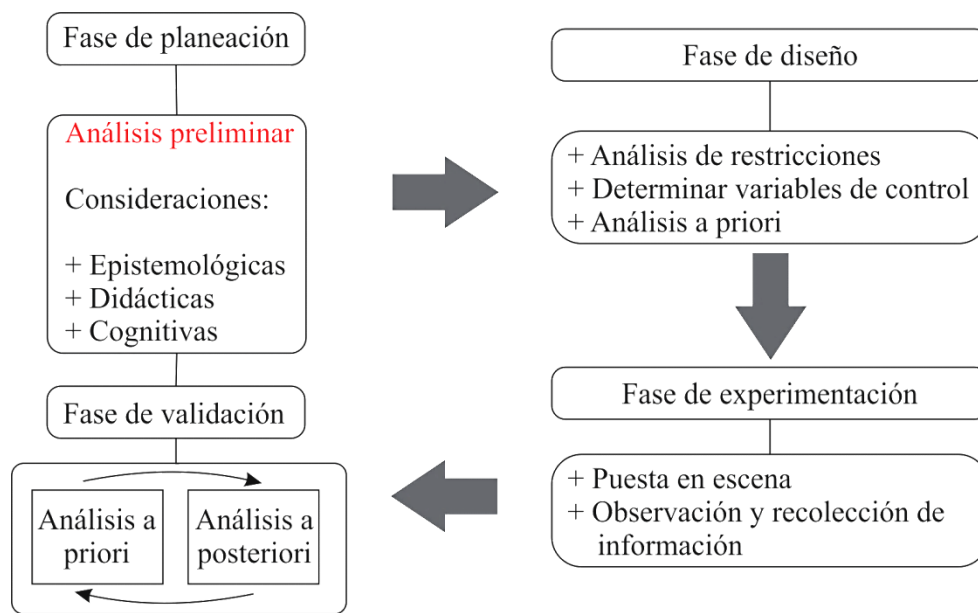 Fase de planeación
Análisis preliminar
Consideraciones:
+ Epistemológicas
+ Didácticas
+ Cognitivas
Fase de diseño
+ Análisis de restricciones
+ Determinar variables de control
+ Análisis a priori
Fase de experimentación
+ Puesta en escena
+ Observación y recolección de
información
Fase de validación
Análisis a
priori
Análisis a
posteriori